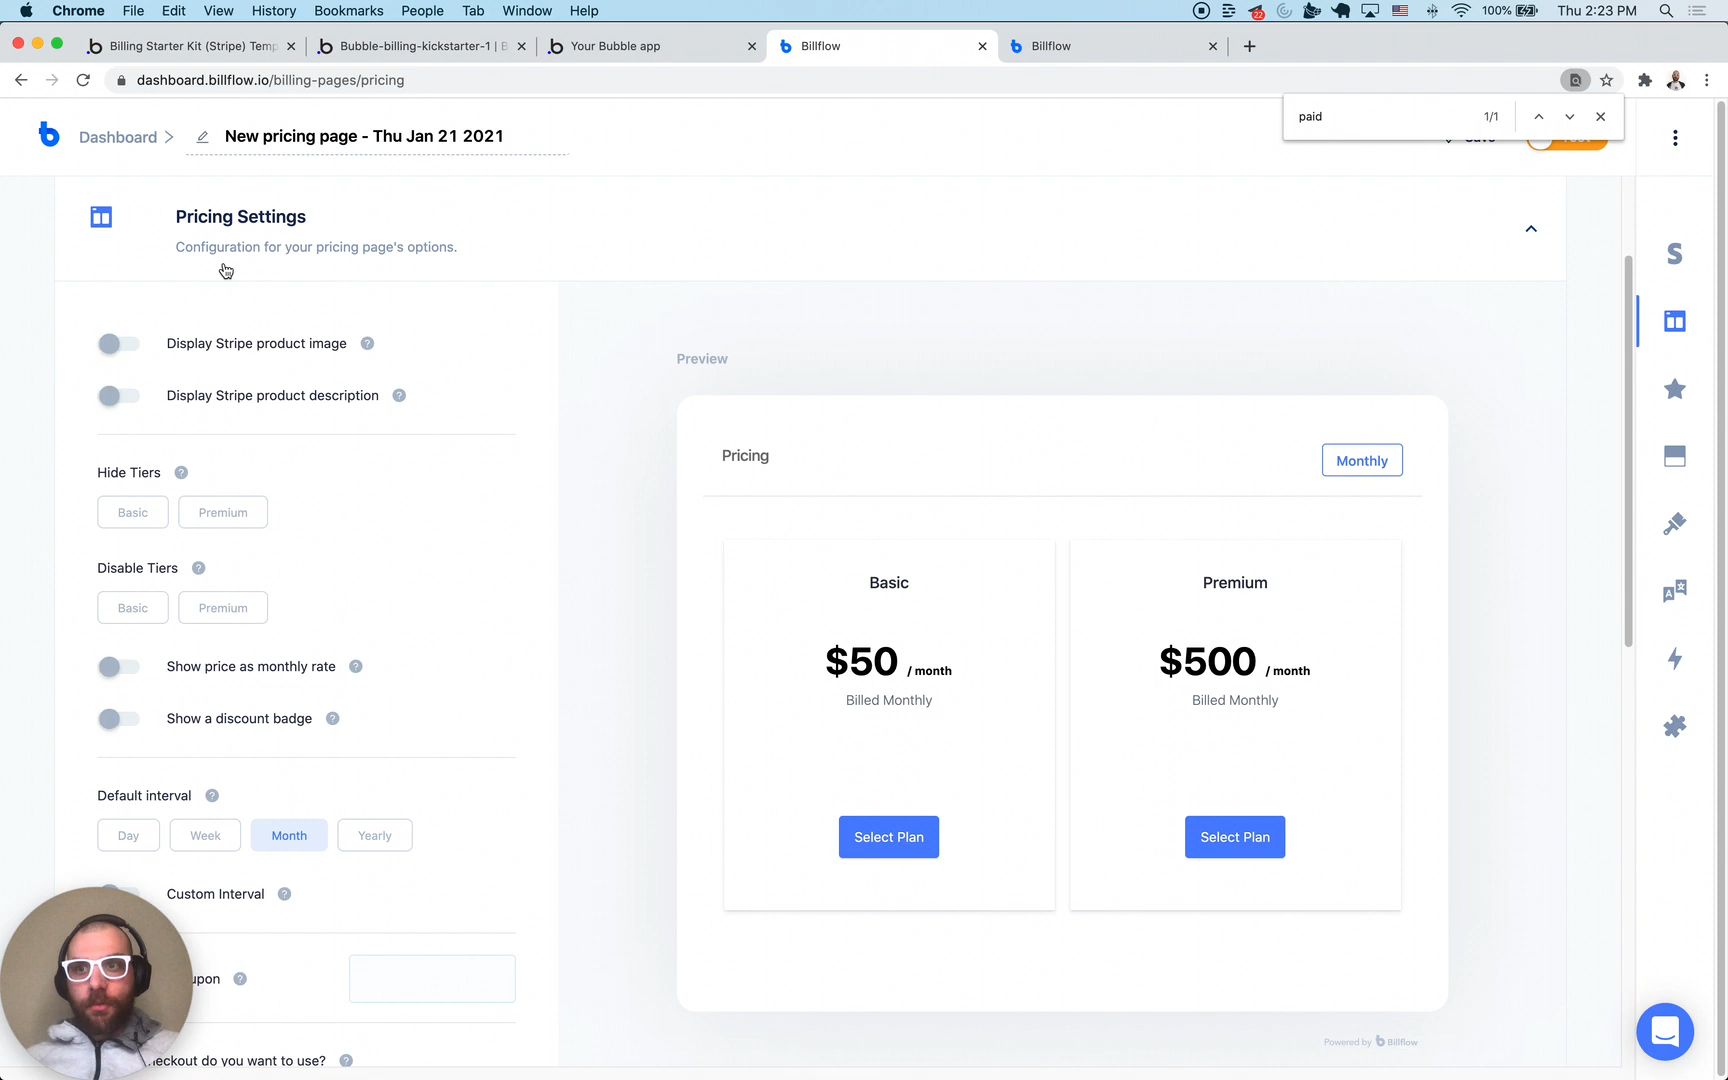 Chrome File Edit View History Bookmarks People Tab Window Help
22 100% Thu 2:23 PM
Billing Starter Kit (Stripe) Temp
Bubble-billing-kickstarter-1 | B
Your Bubble app
Billflow
Billflow
dashboard.billflow.io/billing-pages/pricing
paid 1/1
Dashboard
New pricing page - Thu Jan 21 2021
Pricing Settings
Configuration for your pricing page's options.
Display Stripe product image
Display Stripe product description
Hide Tiers
Basic Premium
Disable Tiers
Basic Premium
Show price as monthly rate
Show a discount badge
Default interval
Day Week Month Yearly
Custom Interval
upon
heckout do you want to use?
Preview
Pricing
Monthly
Basic
$50 / month
Billed Monthly
Select Plan
Premium
$500 / month
Billed Monthly
Select Plan
Powered by Billflow